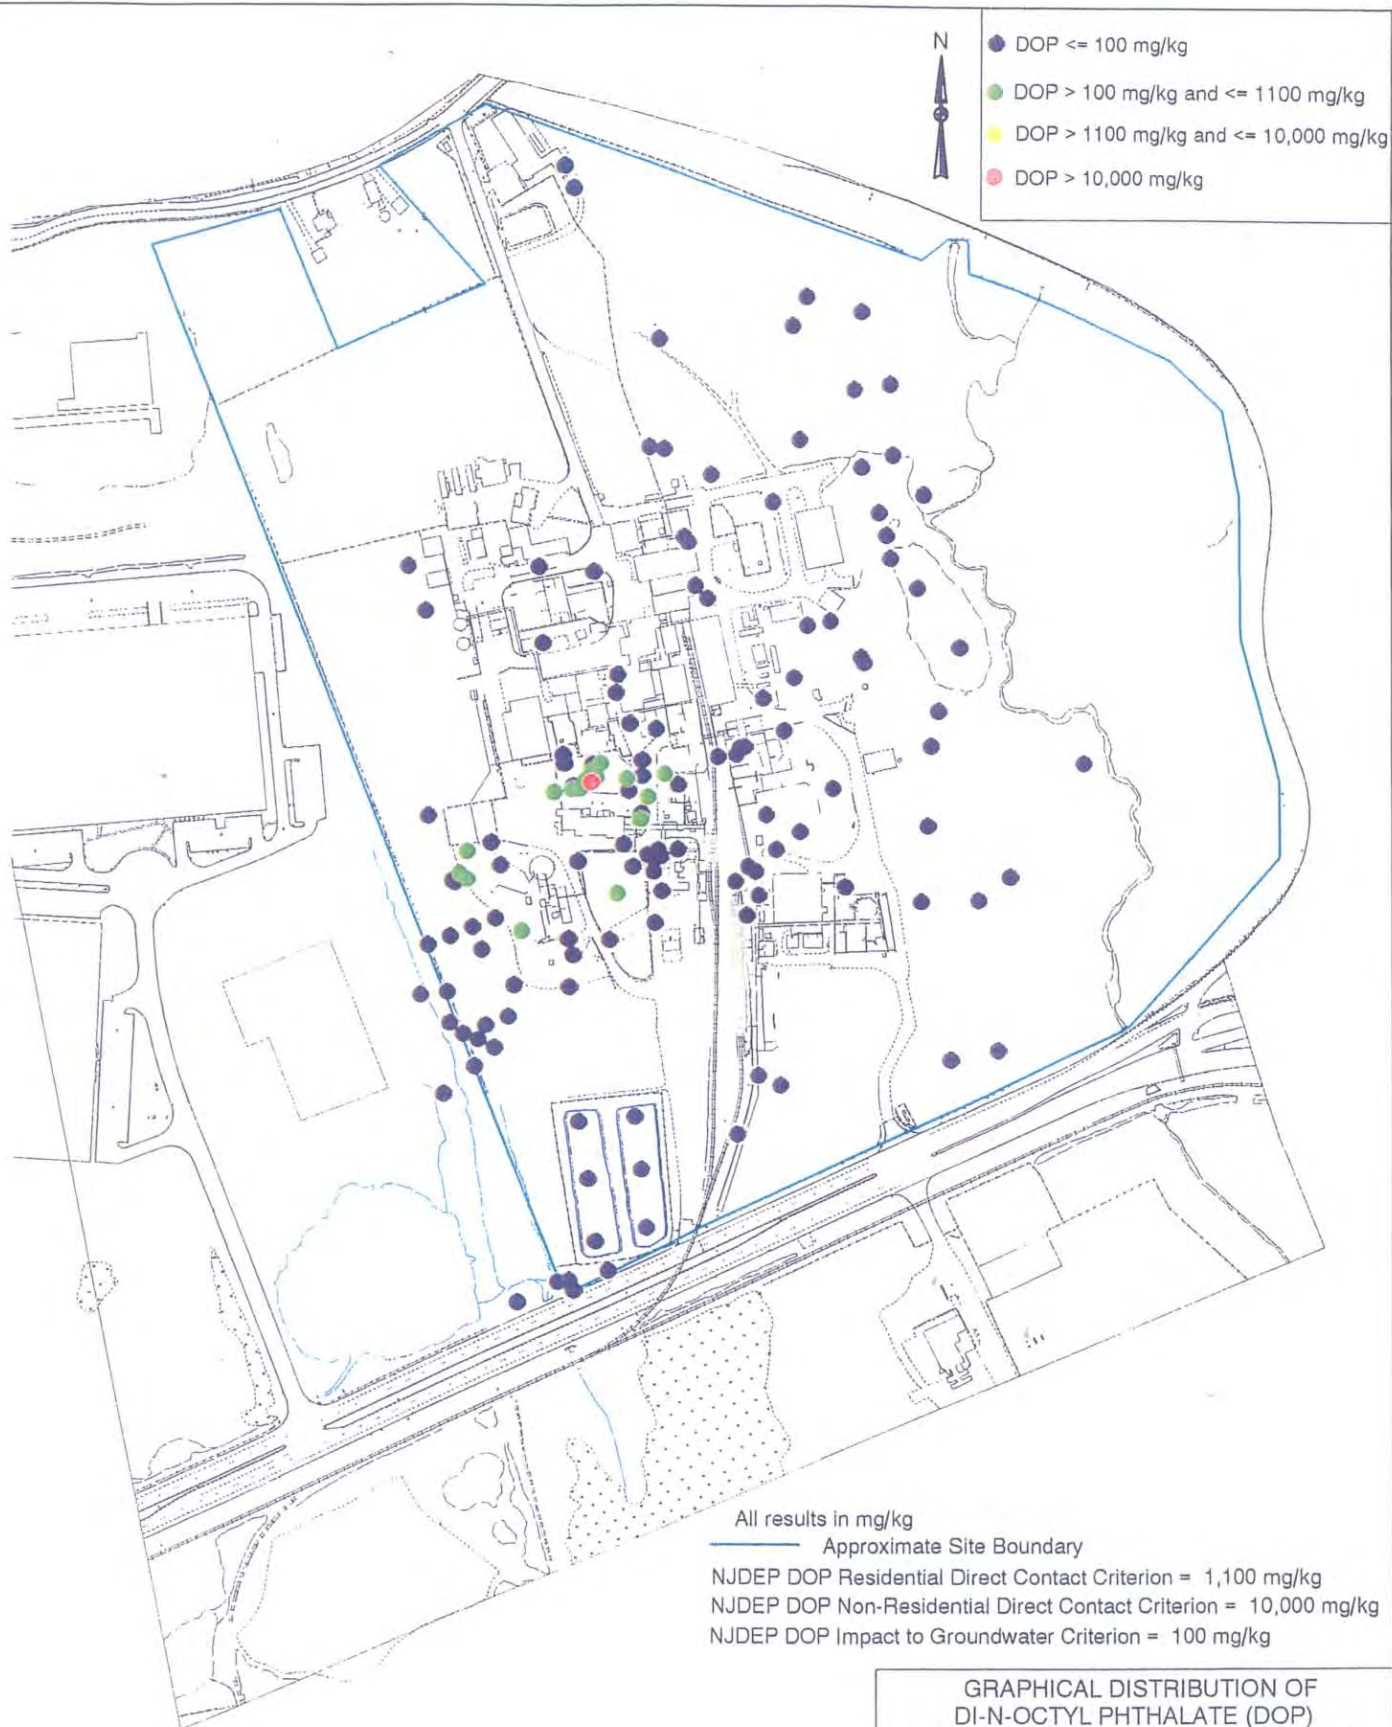 N
DOP <= 100 mg/kg
DOP > 100 mg/kg and <= 1100 mg/kg
DOP > 1100 mg/kg and <= 10,000 mg/kg
DOP > 10,000 mg/kg
All results in mg/kg
Approximate Site Boundary
NJDEP DOP Residential Direct Contact Criterion = 1,100 mg/kg
NJDEP DOP Non-Residential Direct Contact Criterion = 10,000 mg/kg
NJDEP DOP Impact to Groundwater Criterion = 100 mg/kg
GRAPHICAL DISTRIBUTION OF
DI-N-OCTYL PHTHALATE (DOP)